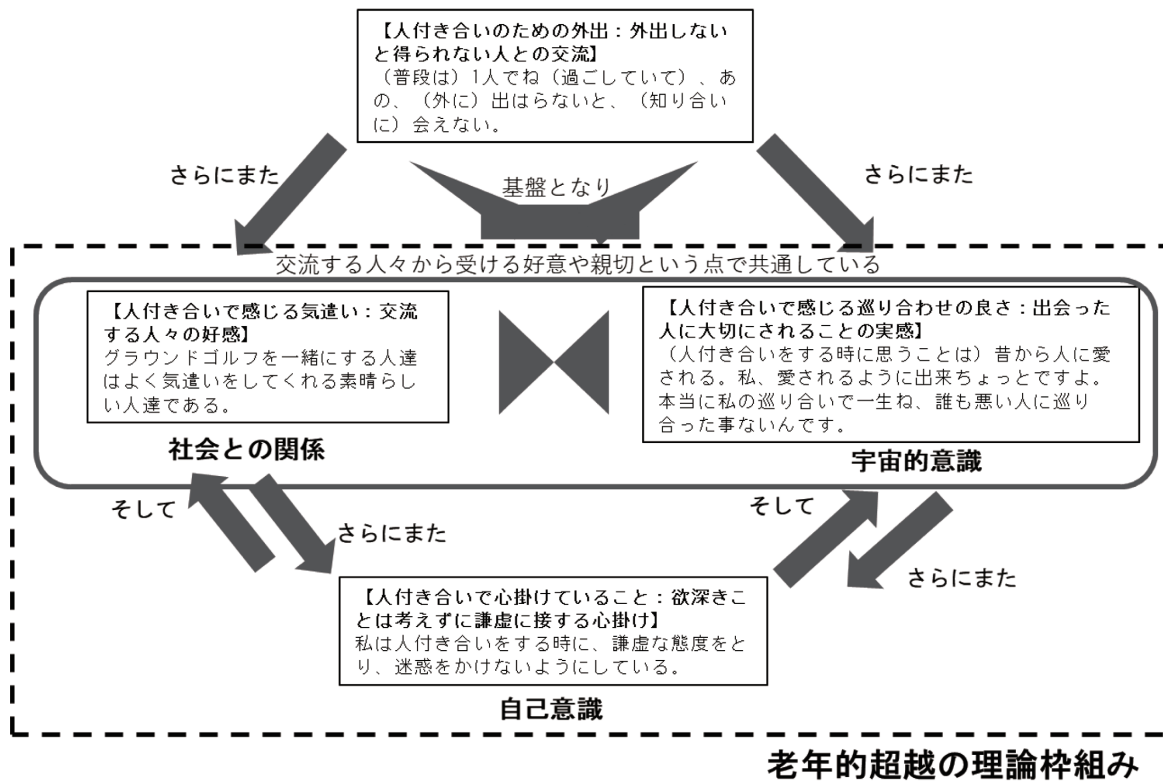 【人付き合いのための外出：外出しない
と得られない人との交流】
（普段は）1人でね（過ごしていて）、あ
の、（外に）出はらないと、（知り合い
に）会えない。
さらにまた
基盤となり
さらにまた
交流する人々から受ける好意や親切という点で共通している
【人付き合いで感じる気遣い：交流
する人々の好感】
グラウンドゴルフを一緒にする人達
はよく気遣いをしてくれる素晴らし
い人達である。
社会との関係
【人付き合いで感じる巡り合わせの良さ：出会った
人に大切にされることの実感】
（人付き合いをする時に思うことは）昔から人に愛
される。私、愛されるように出来ちょっとですよ。
本当に私の巡り合いで一生ね、誰も悪い人に巡り
合った事ないんです。
宇宙的意識
そして
さらにまた
そして
さらにまた
【人付き合いで心掛けていること：欲深きこ
とは考えずに謙虚に接する心掛け】
私は人付き合いをする時に、謙虚な態度をと
り、迷惑をかけないようにしている。
自己意識
老年的超越の理論枠組み